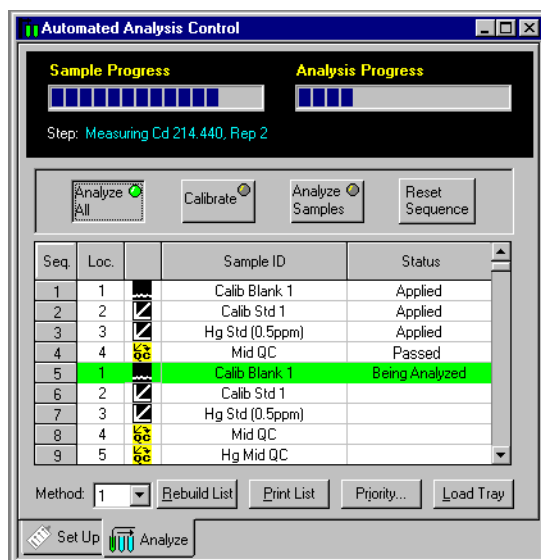 Automated Analysis Control
Sample Progress Analysis Progress
Step: Measuring Cd 214.440, Rep 2
Analyze All Calibrate Analyze Samples Reset Sequence
Seq. Loc. Sample ID Status
1 1 Calib Blank 1 Applied
2 2 Calib Std 1 Applied
3 3 Hg Std (0.5ppm) Applied
4 4 QC Mid QC Passed
5 1 Calib Blank 1 Being Analyzed
6 2 Calib Std 1
7 3 Hg Std (0.5ppm)
8 4 QC Mid QC
9 5 QC Hg Mid QC
Method: 1 Rebuild List Print List Priority... Load Tray
Set Up Analyze